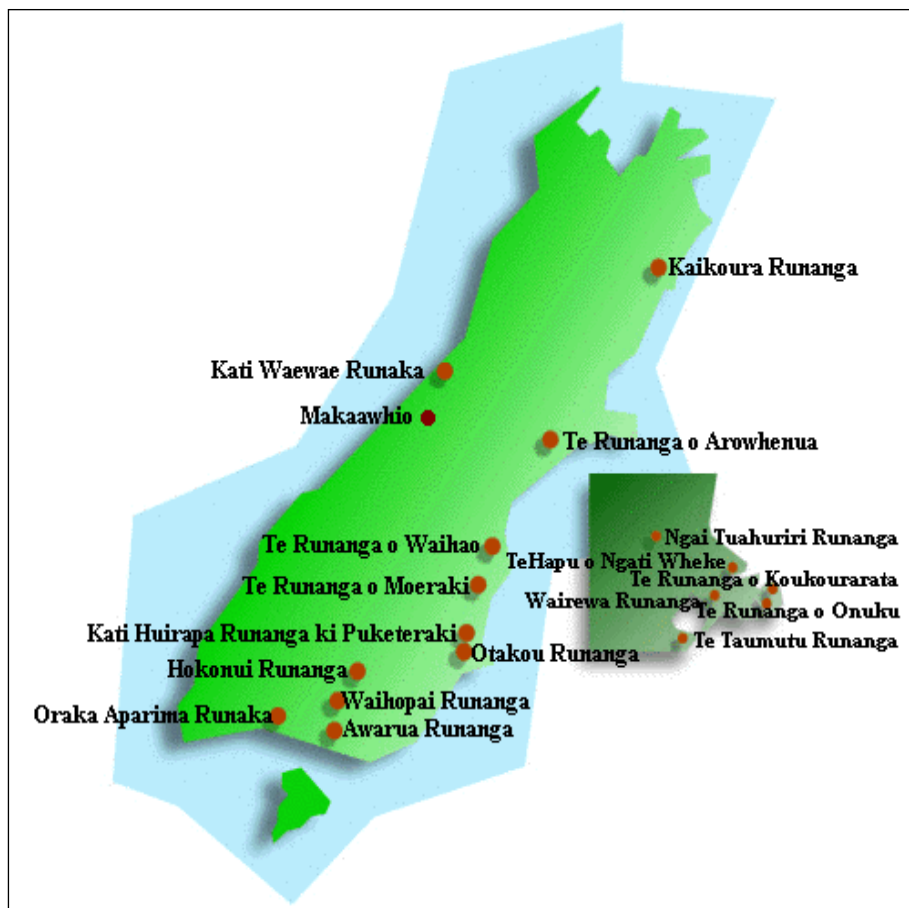 Kaikoura Runanga
Kati Waewae Runaka
Makaawhio
Te Runanga o Arowhenua
Ngai Tuahuriri Runanga
Te Runanga o Waihao
TeHapu o Ngati Wheke
Te Runanga o Koukourarata
Te Runanga o Moeraki
Wairewa Runanga
Te Runanga o Onuku
Kati Huirapa Runanga ki Puketeraki
Te Taumutu Runanga
Otakou Runanga
Hokonui Runanga
Waihopai Runanga
Oraka Aparima Runaka
Awarua Runanga